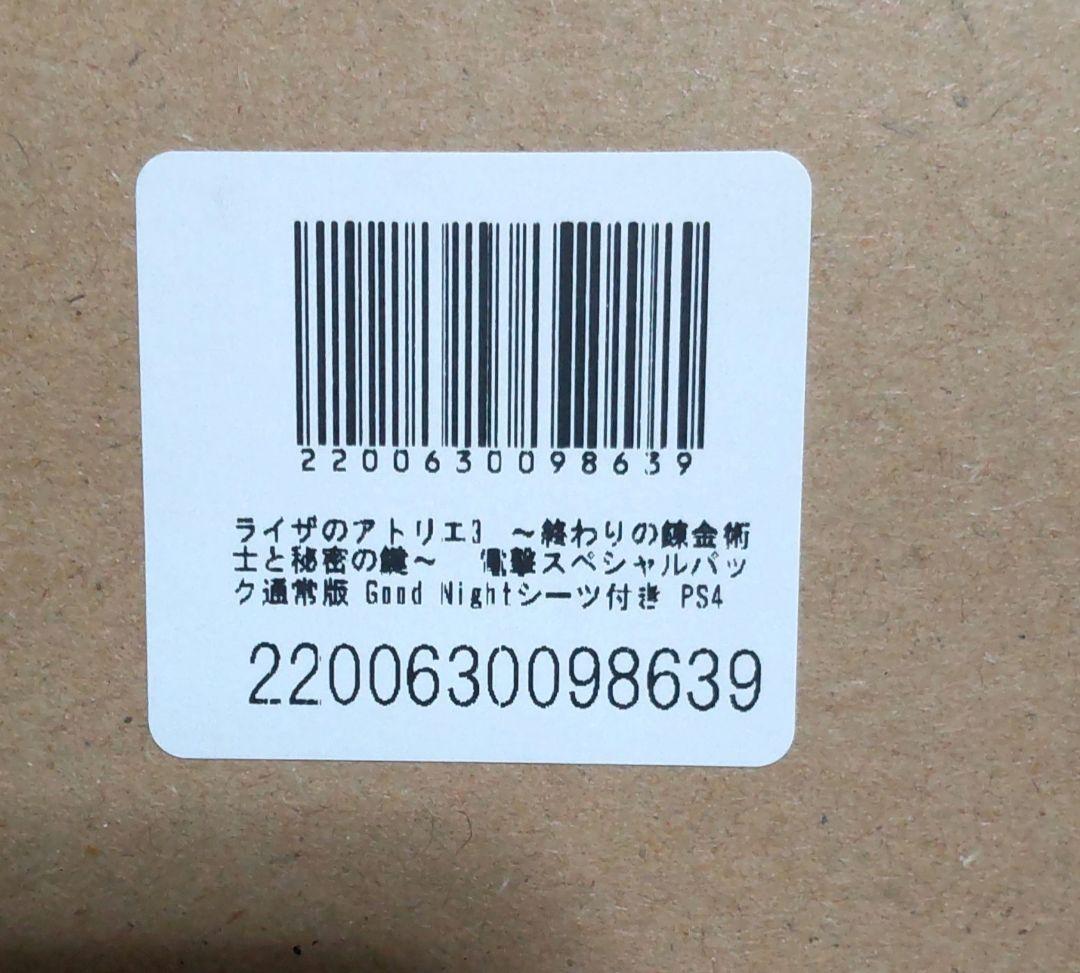 2200630098639
ライザのアトリエ3 ～終わりの錬金術
士と秘密の鍵～ 電撃スペシャルパッ
ク通常版 Good Nightシーツ付き PS4
2200630098639